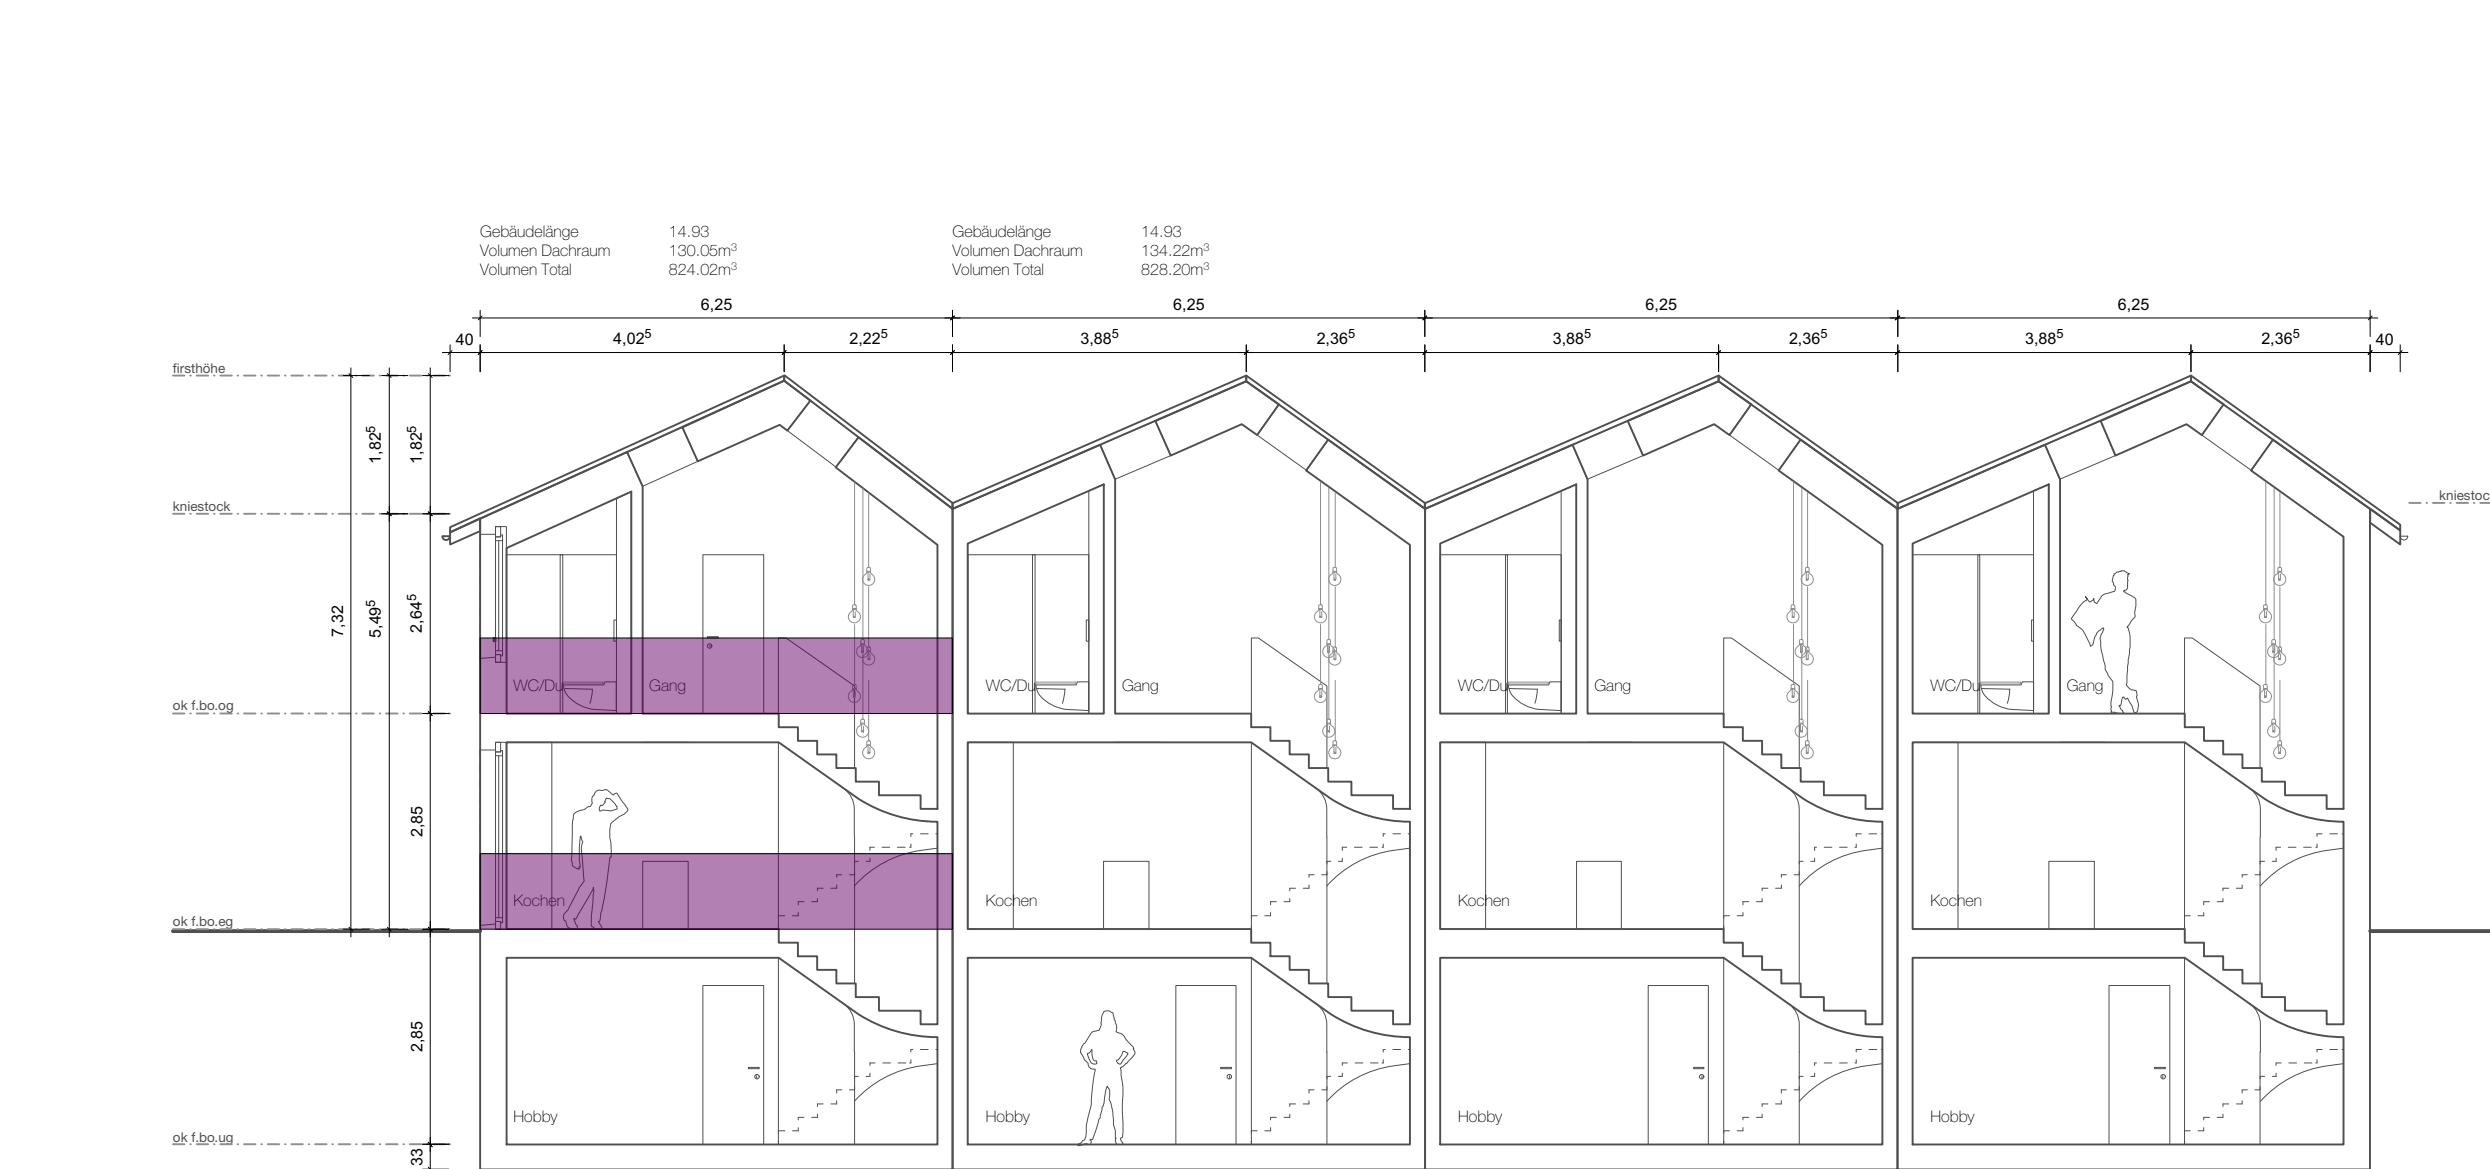 Gebäudelänge 14.93 Gebäudelänge 14.93
Volumen Dachraum 130.05m³ Volumen Dachraum 134.22m³
Volumen Total 824.02m³ Volumen Total 828.20m³
6,25 6,25 6,25 6,25
40 4,02⁵ 2,22⁵ 3,88⁵ 2,36⁵ 3,88⁵ 2,36⁵ 3,88⁵ 2,36⁵ 40
firsthöhe
1,82⁵ 1,82⁵
kniestock
kniestoc
7,32 5,49⁵ 2,64⁵
WC/Du Gang WC/Du Gang WC/Du Gang WC/Du Gang
ok f.bo.og
2,85
Kochen Kochen Kochen Kochen
ok f.bo.eg
2,85
Hobby Hobby Hobby Hobby
ok f.bo.ug
33